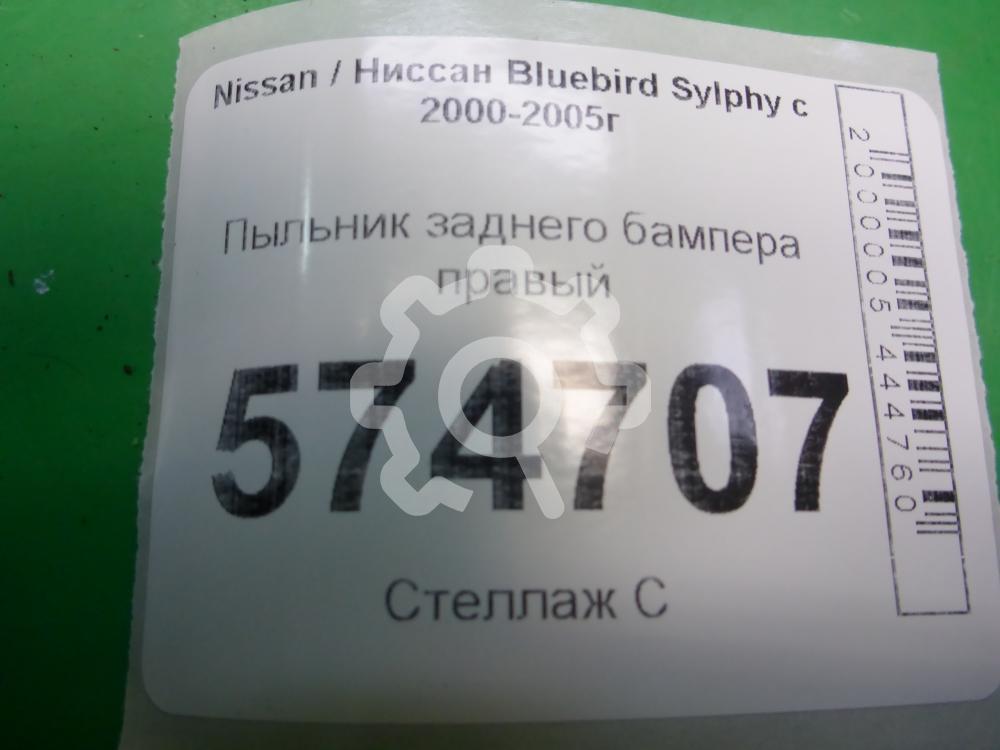 Nissan / Ниссан Bluebird Sylphy с
2000-2005г
Пыльник заднего бампера
правый
574707
Стеллаж С
2000005444760